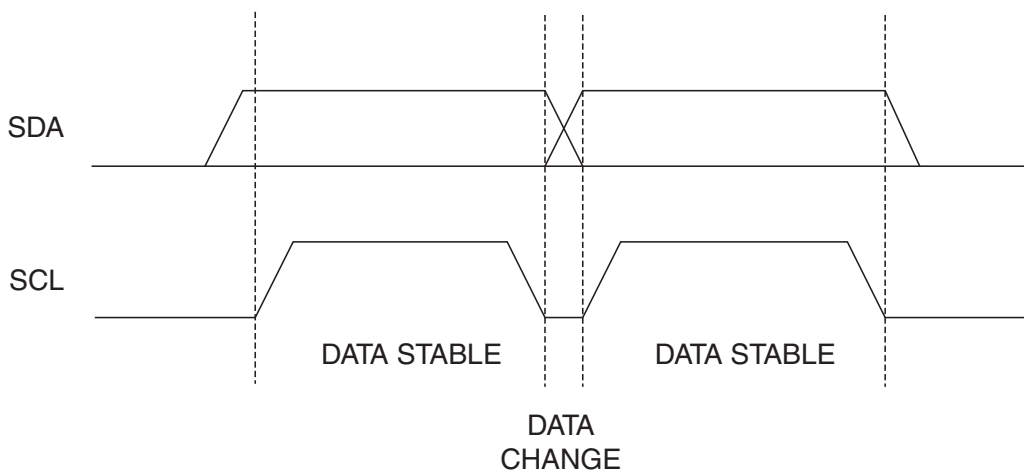 SDA
SCL
DATA STABLE
DATA STABLE
DATA
CHANGE